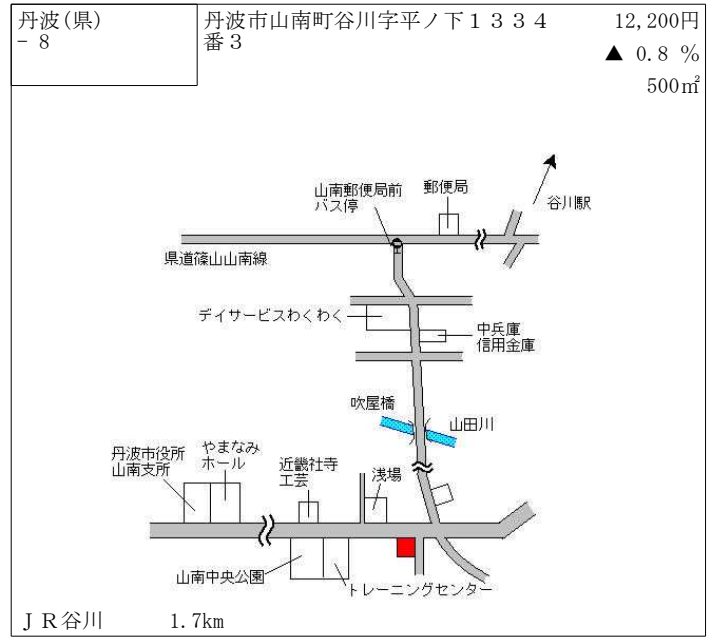 丹波(県)
- 8
丹波市山南町谷川字平ノ下１３３４
番３
12,200円
▲ 0.8 %
500㎡
山南郵便局前
バス停
郵便局
谷川駅
県道篠山山南線
デイサービスわくわく
中兵庫
信用金庫
吹屋橋
山田川
丹波市役所
山南支所
やまなみ
ホール
近畿社寺
工芸
浅場
山南中央公園
トレーニングセンター
ＪＲ谷川
1.7km